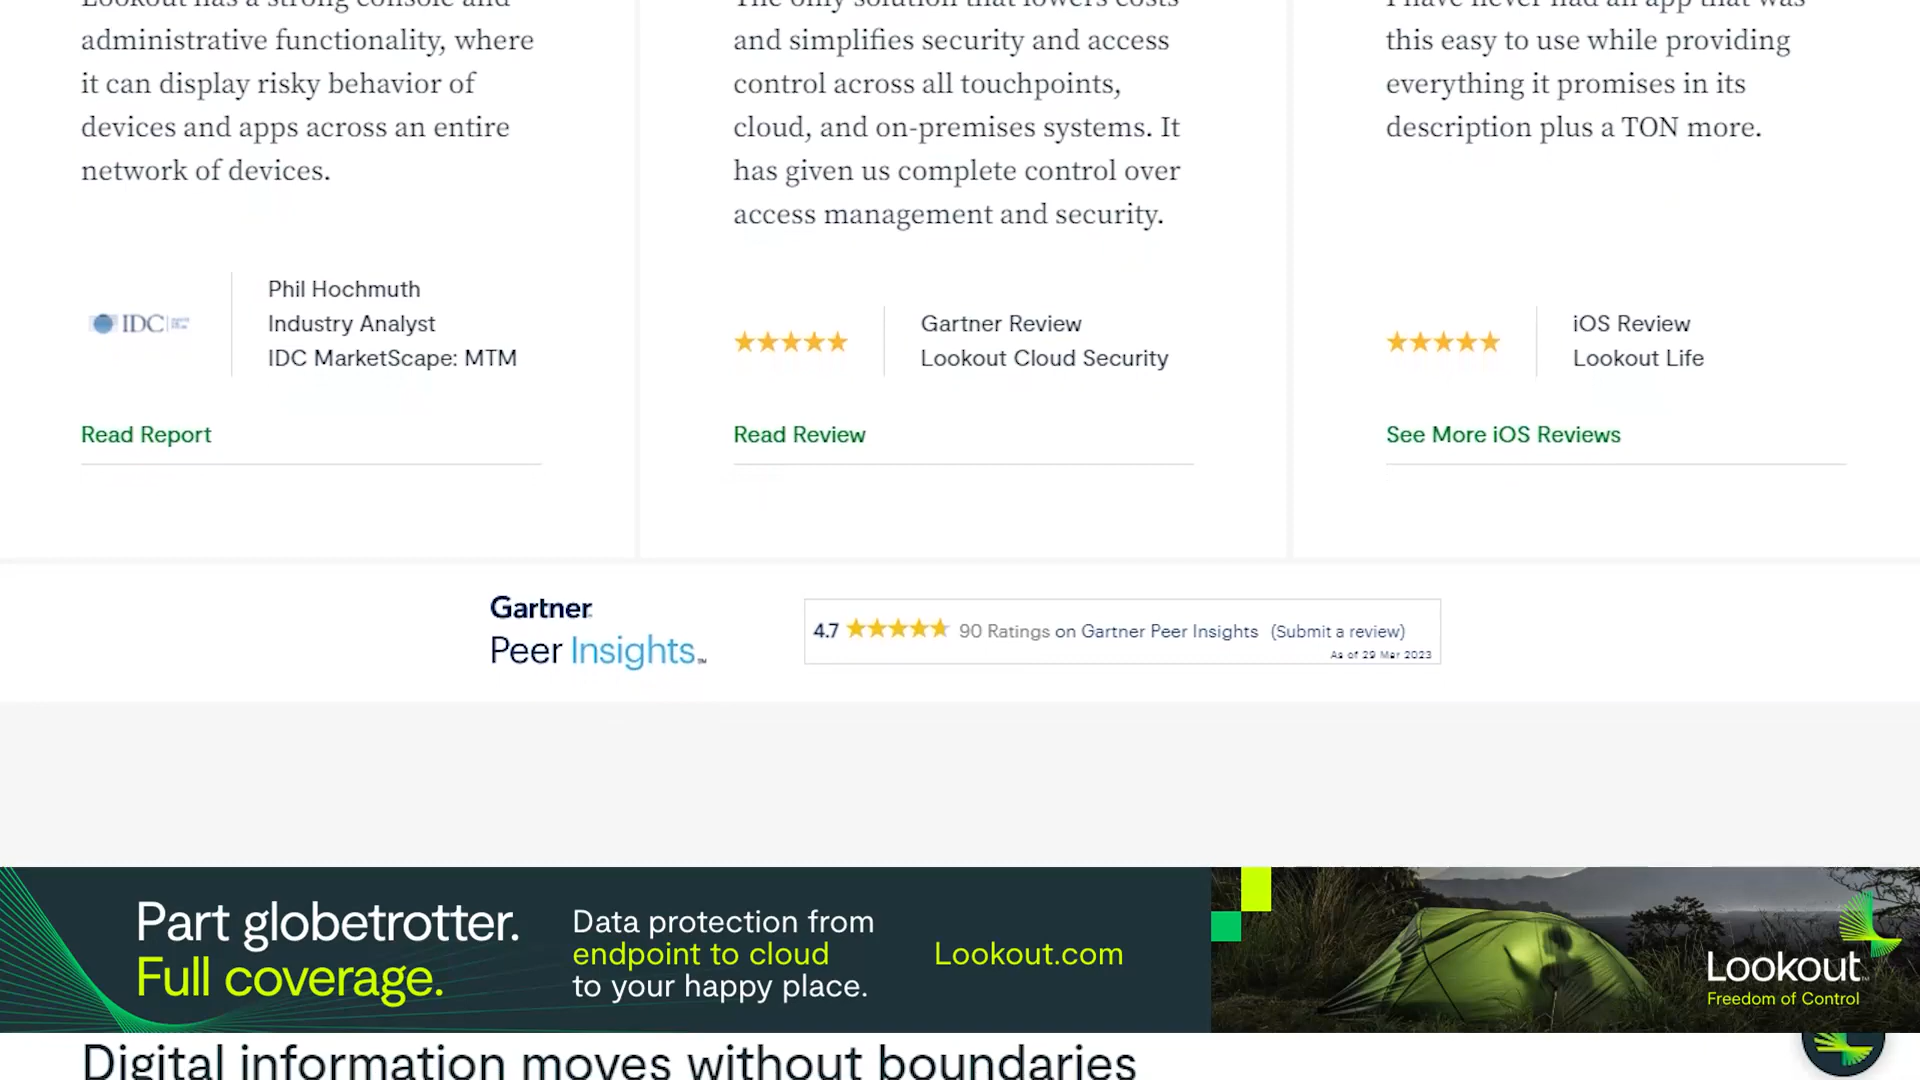 Lookout has a strong console and
administrative functionality, where
it can display risky behavior of
devices and apps across an entire
network of devices.
The only solution that lowers costs
and simplifies security and access
control across all touchpoints,
cloud, and on-premises systems. It
has given us complete control over
access management and security.
I have never had an app that was
this easy to use while providing
everything it promises in its
description plus a TON more.
IDC
Phil Hochmuth
Industry Analyst
IDC MarketScape: MTM
Gartner Review
Lookout Cloud Security
iOS Review
Lookout Life
Read Report
Read Review
See More iOS Reviews
Gartner
Peer Insights™
4.7 90 Ratings on Gartner Peer Insights (Submit a review)
As of 29 Mar 2023
Part globetrotter.
Full coverage.
Data protection from
endpoint to cloud
to your happy place.
Lookout.com
Lookout™
Freedom of Control
Digital information moves without boundaries